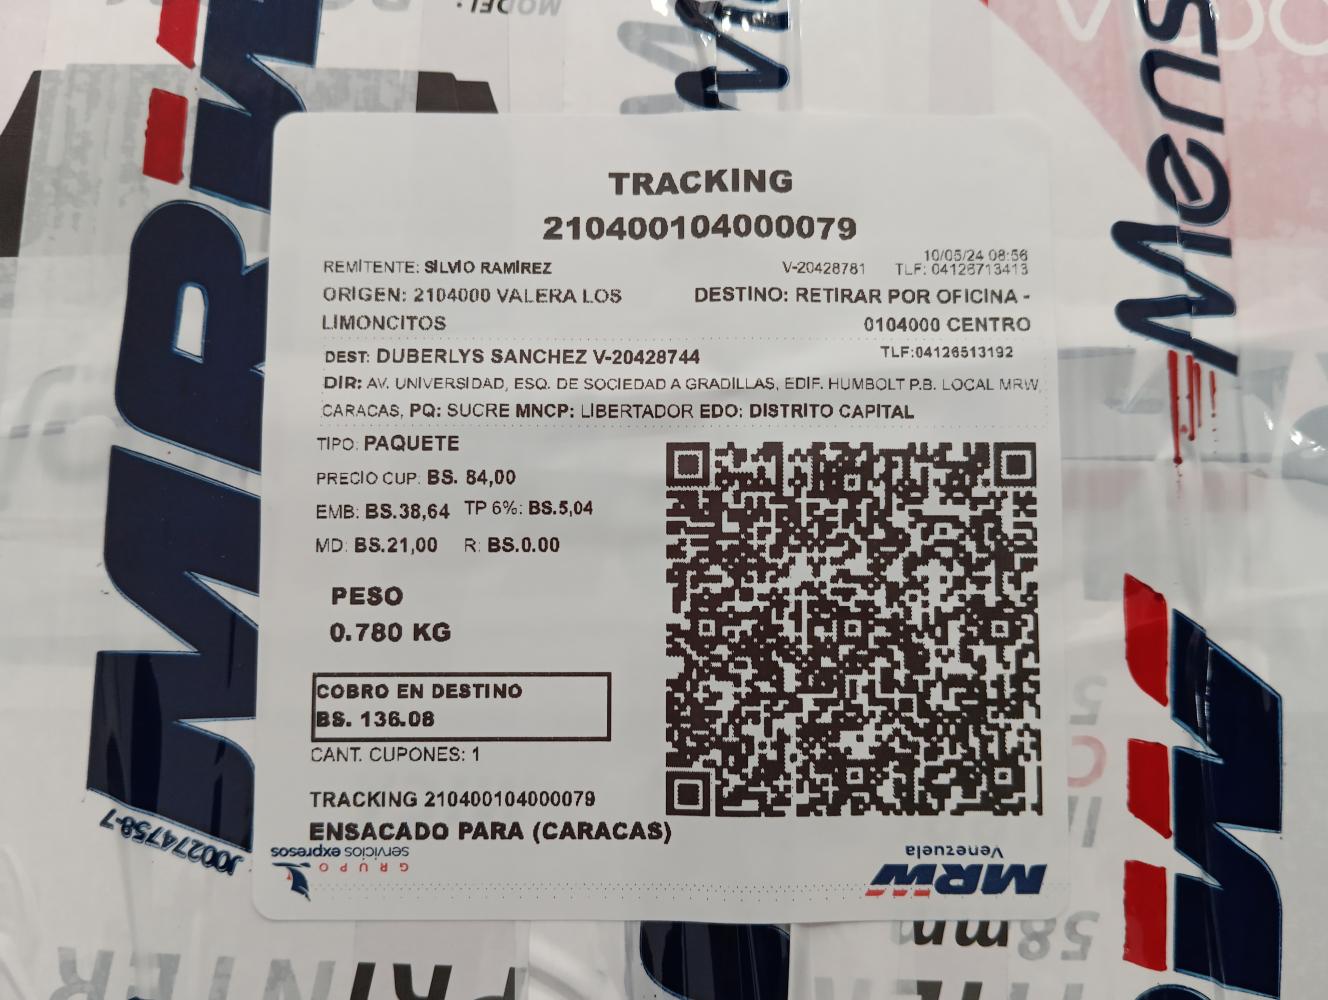 MODEL:
Mensa
TRACKING
210400104000079
10/05/24 08:56
REMITENTE: SILVIO RAMÍREZ V-20428781 TLF: 04126713413
ORIGEN: 2104000 VALERA LOS LIMONCITOS
DESTINO: RETIRAR POR OFICINA -
0104000 CENTRO
DEST: DUBERLYS SANCHEZ V-20428744 TLF:04126513192
DIR: AV. UNIVERSIDAD, ESQ. DE SOCIEDAD A GRADILLAS, EDIF. HUMBOLT P.B. LOCAL MRW,
CARACAS, PQ: SUCRE MNCP: LIBERTADOR EDO: DISTRITO CAPITAL
TIPO: PAQUETE
PRECIO CUP: BS. 84,00
EMB: BS.38,64 TP 6%: BS.5,04
MD: BS.21,00 R: BS.0.00
PESO
0.780 KG
COBRO EN DESTINO
BS. 136.08
CANT. CUPONES: 1
TRACKING 210400104000079
ENSACADO PARA (CARACAS)
GRUPO
servicios expresos
MRW
Venezuela
MRW
J00274758-7
MRW
58mm